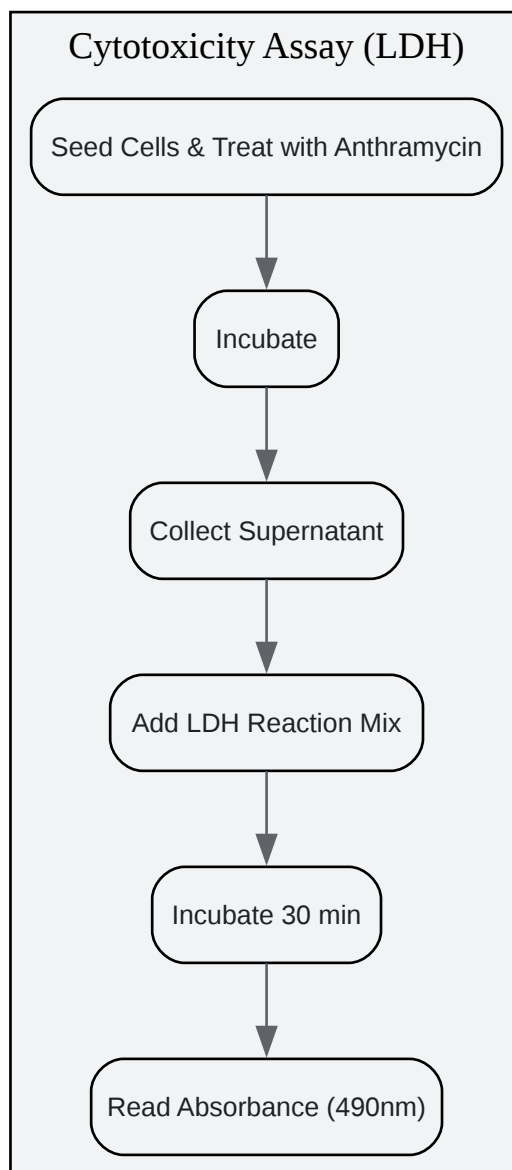 Cytotoxicity Assay (LDH)
Seed Cells & Treat with Anthramycin
Incubate
Collect Supernatant
Add LDH Reaction Mix
Incubate 30 min
Read Absorbance (490nm)